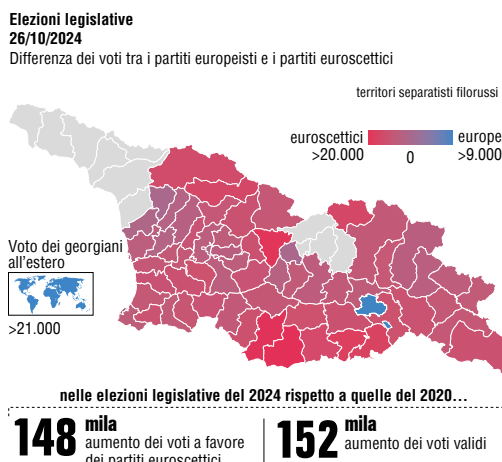 Elezioni legislative
26/10/2024
Differenza dei voti tra i partiti europeisti e i partiti euroscettici
territori separatisti filorussi
euroscettici
>20.000
0
europe
>9.000
Voto dei georgiani
all'estero
>21.000
nelle elezioni legislative del 2024 rispetto a quelle del 2020…
148 mila
aumento dei voti a favore
dei partiti euroscettici
152 mila
aumento dei voti validi